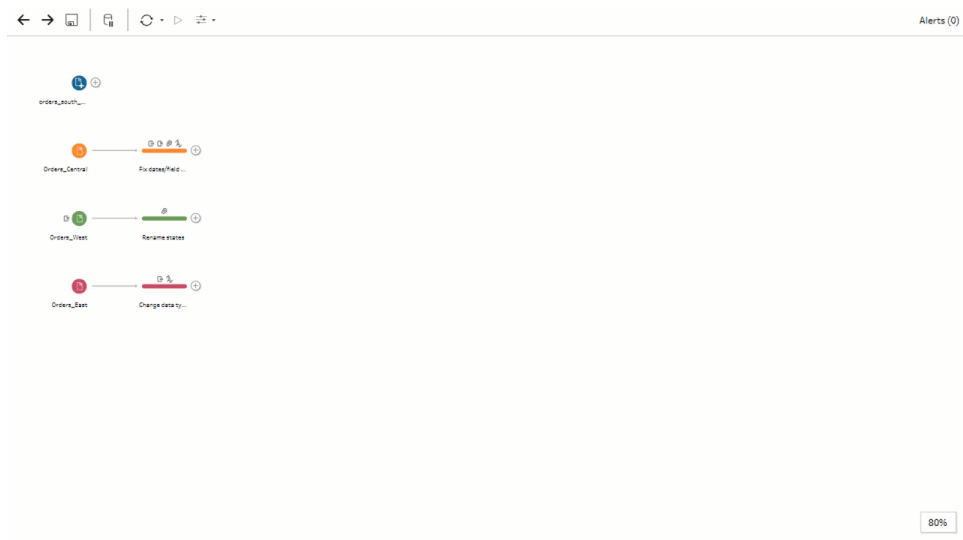 Alerts (0)
orders_south_...
Orders_Central
Fix dates/field ...
Orders_West
Rename states
Orders_East
Change data ty...
80%